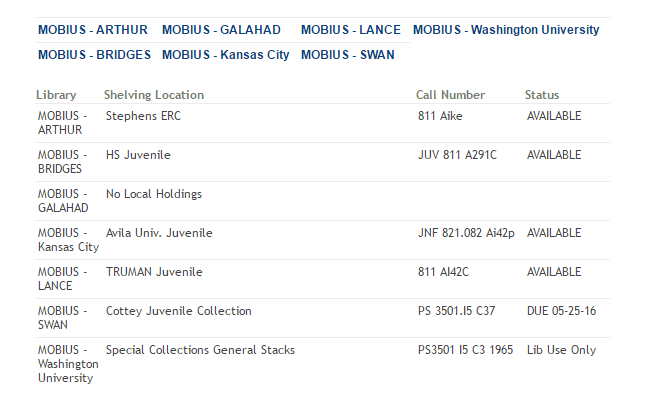 MOBIUS - ARTHUR MOBIUS - GALAHAD MOBIUS - LANCE MOBIUS - Washington University
MOBIUS - BRIDGES MOBIUS - Kansas City MOBIUS - SWAN
Library Shelving Location Call Number Status
MOBIUS - Stephens ERC 811 Aike AVAILABLE
ARTHUR
MOBIUS - HS Juvenile JUV 811 A291C AVAILABLE
BRIDGES
MOBIUS - No Local Holdings
GALAHAD
MOBIUS - Avila Univ. Juvenile JNF 821.082 Ai42p AVAILABLE
Kansas City
MOBIUS - TRUMAN Juvenile 811 AI42C AVAILABLE
LANCE
MOBIUS - Cottey Juvenile Collection PS 3501.I5 C37 DUE 05-25-16
SWAN
MOBIUS - Special Collections General Stacks PS3501 I5 C3 1965 Lib Use Only
Washington
University